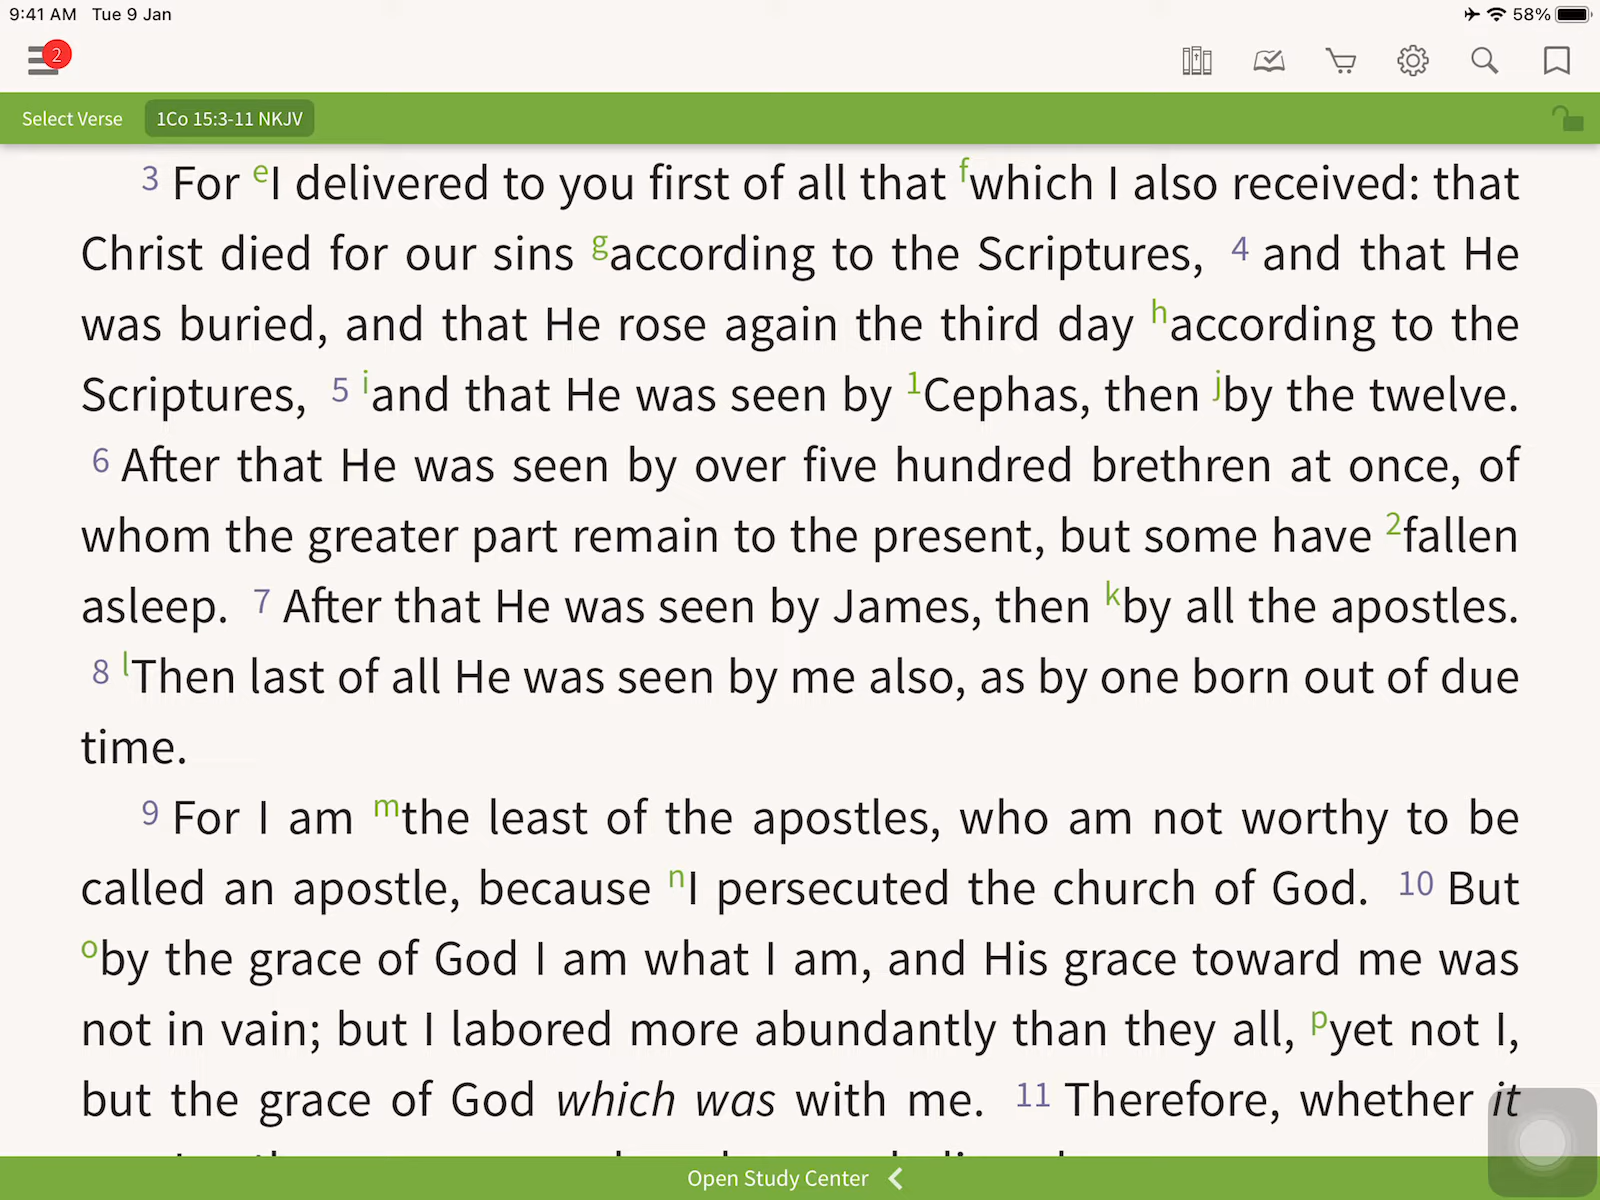 9:41 AM Tue 9 Jan
58%
2
Select Verse 1Co 15:3-11 NKJV
3 For eI delivered to you first of all that fwhich I also received: that
Christ died for our sins gaccording to the Scriptures, 4 and that He
was buried, and that He rose again the third day haccording to the
Scriptures, 5 iand that He was seen by 1Cephas, then jby the twelve.
6 After that He was seen by over five hundred brethren at once, of
whom the greater part remain to the present, but some have 2fallen
asleep. 7 After that He was seen by James, then kby all the apostles.
8 lThen last of all He was seen by me also, as by one born out of due
time.
9 For I am mthe least of the apostles, who am not worthy to be
called an apostle, because nI persecuted the church of God. 10 But
oby the grace of God I am what I am, and His grace toward me was
not in vain; but I labored more abundantly than they all, pyet not I,
but the grace of God which was with me. 11 Therefore, whether it
Open Study Center